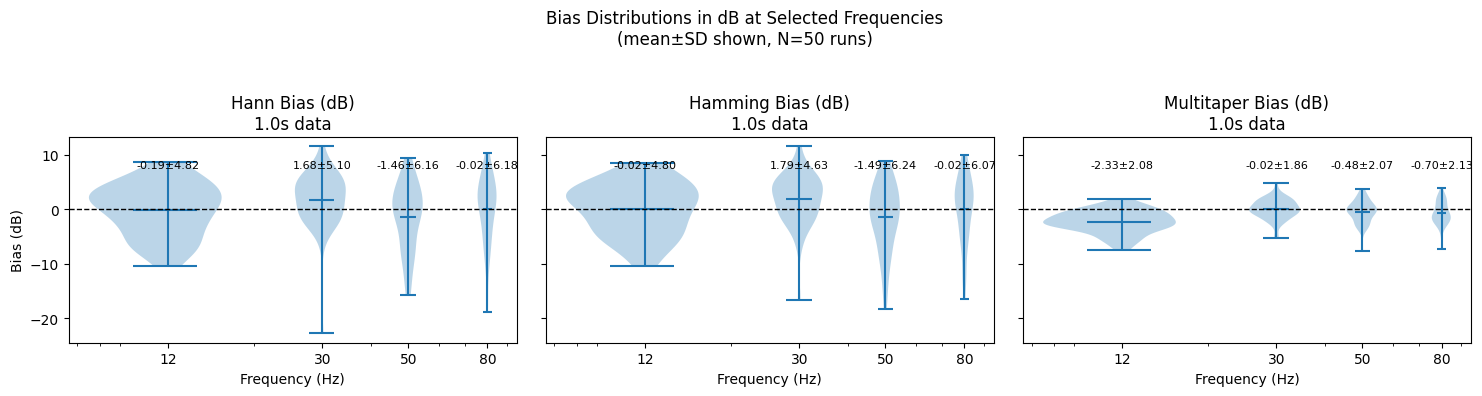 Bias Distributions in dB at Selected Frequencies
(mean±SD shown, N=50 runs)
Hann Bias (dB)
1.0s data
Hamming Bias (dB)
1.0s data
Multitaper Bias (dB)
1.0s data
Bias (dB)
10
0
−10
−20
-0.19±4.82
1.68±5.10
-1.46±6.16
-0.02±6.18
-0.02±4.80
1.79±4.63
-1.49±6.24
-0.02±6.07
-2.33±2.08
-0.02±1.86
-0.48±2.07
-0.70±2.13
12
30
50
80
Frequency (Hz)
12
30
50
80
Frequency (Hz)
12
30
50
80
Frequency (Hz)